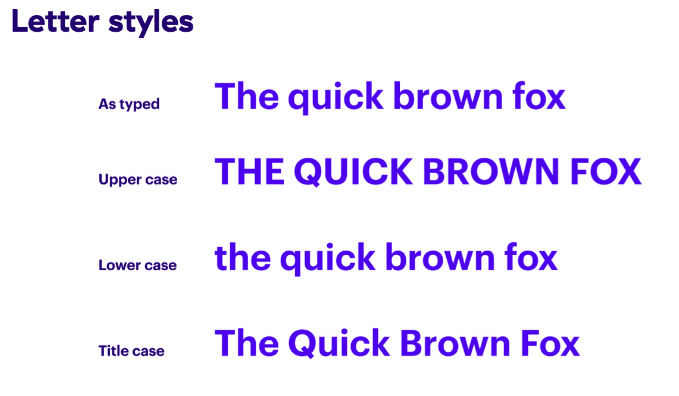 Letter styles
As typed The quick brown fox
Upper case THE QUICK BROWN FOX
Lower case the quick brown fox
Title case The Quick Brown Fox